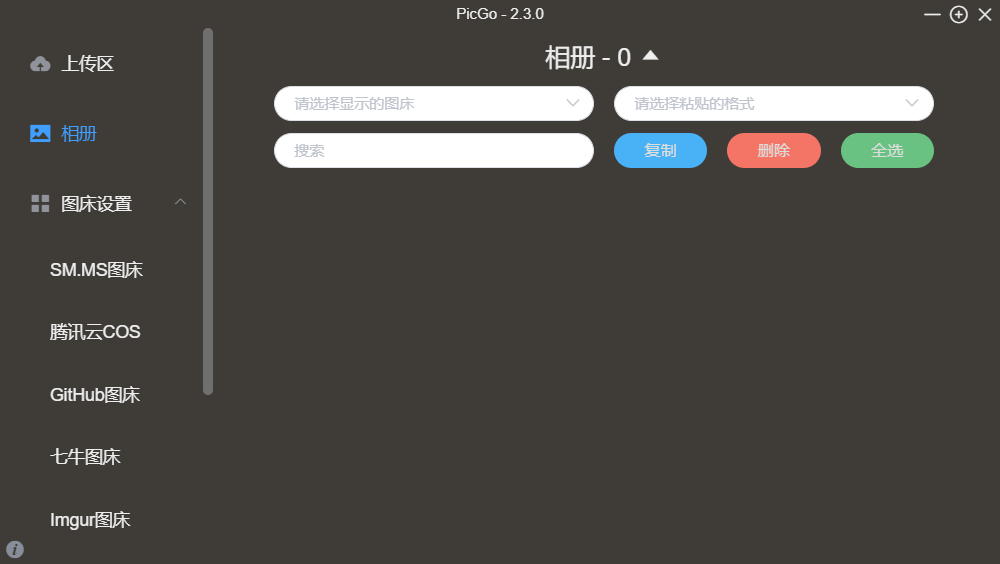 PicGo - 2.3.0
上传区
相册
图床设置
SM.MS图床
腾讯云COS
GitHub图床
七牛图床
Imgur图床
相册 - 0
请选择显示的图床
请选择粘贴的格式
搜索
复制
删除
全选